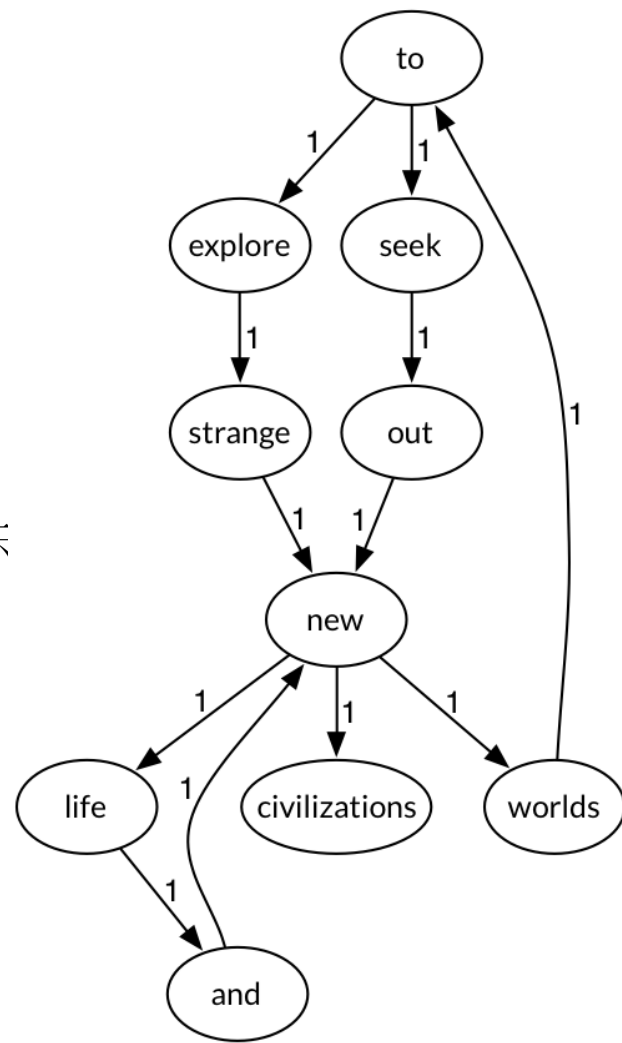 to
1
1
explore
seek
1
1
strange
out
1
1
1
new
1
1
1
1
life
civilizations
worlds
1
and